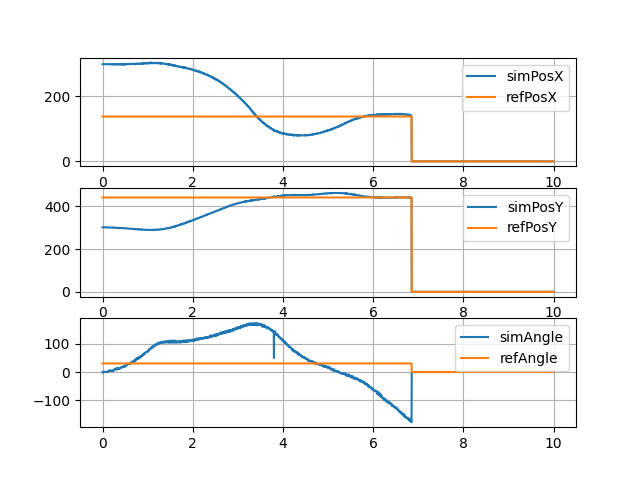 simPosX
refPosX
200
0
0 2 4 6 8 10
simPosY
refPosY
400
200
0
0 2 4 6 8 10
simAngle
refAngle
100
0
−100
0 2 4 6 8 10